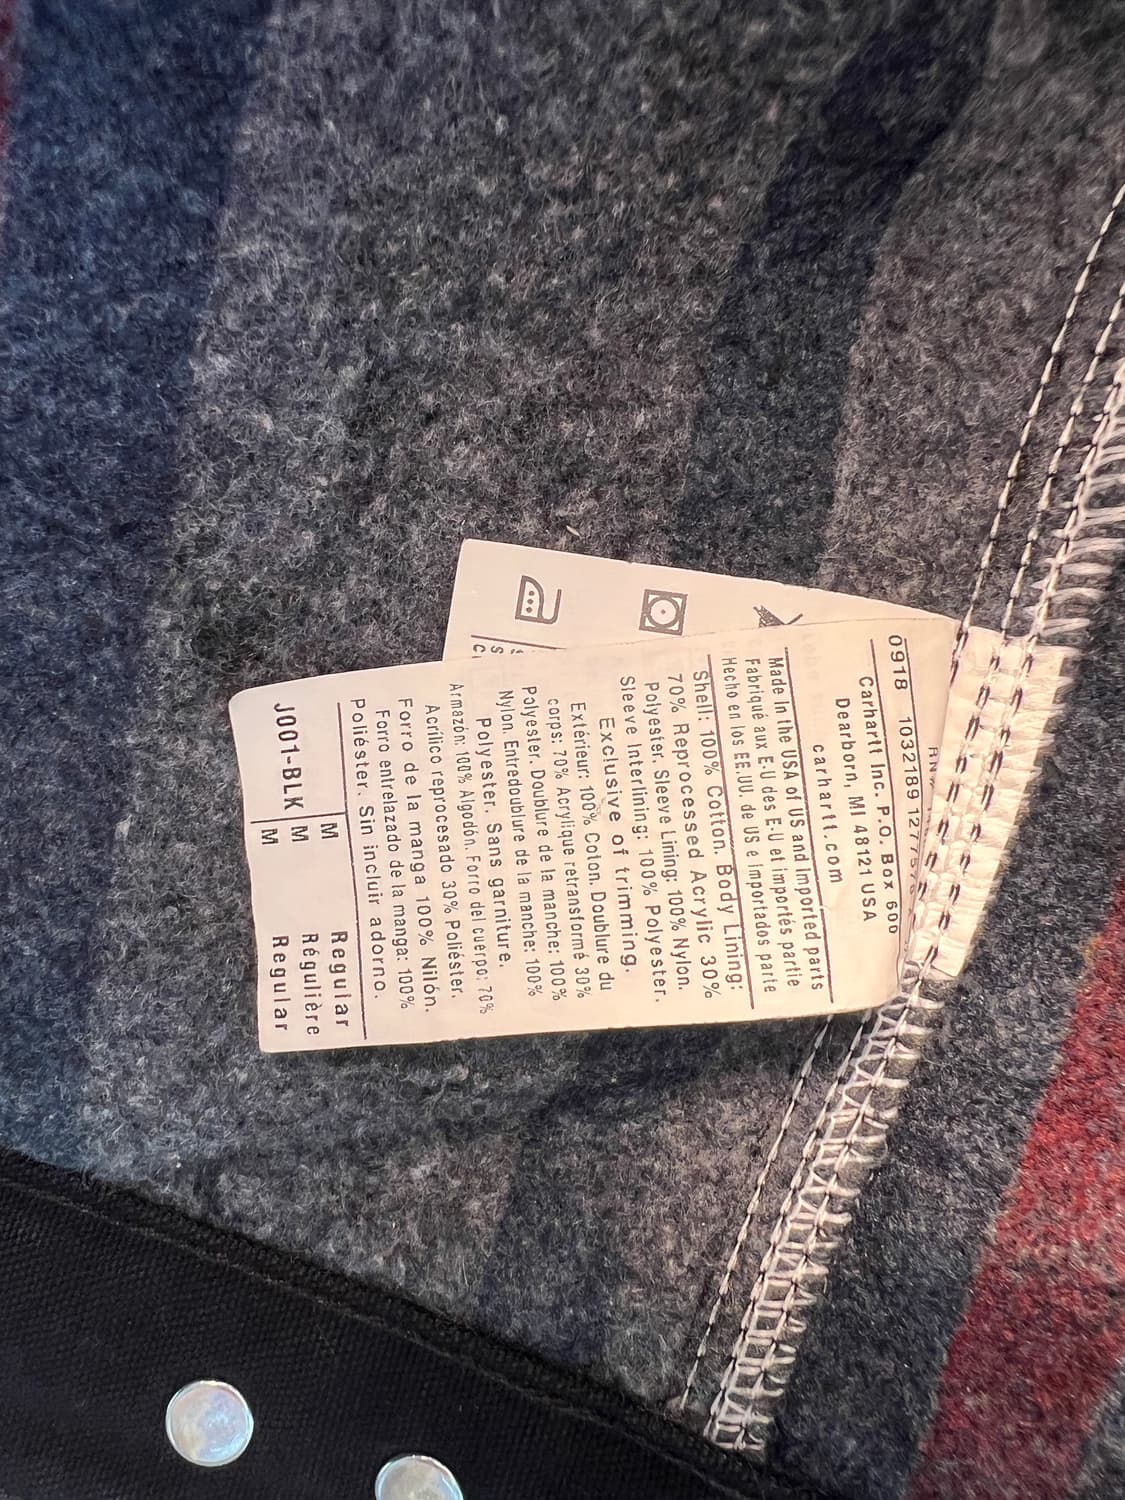 0918 1032189
Carhartt Inc. P.O. Box 600
Dearborn, MI 48121 USA
carhartt.com
Made In the USA of US and Imported parts
Fabriqué aux E-U des E-U et importés partie
Hecho en los EE.UU. de US e Importados parte
Shell: 100% Cotton. Body Lining:
70% Reprocessed Acrylic 30%
Polyester. Sleeve Lining: 100% Nylon.
Sleeve Interlining: 100% Polyester.
Exclusive of trimming.
Extérieur: 100% Coton. Doublure du
corps: 70% Acrylique retransformé 30%
Polyester. Doublure de la manche: 100%
Nylon. Entredoublure de la manche: 100%
Polyester. Sans garniture.
Armazón: 100% Algodón. Forro del cuerpo: 70%
Acrílico reprocesado 30% Poliéster.
Forro de la manga 100% Nilón.
Forro entrelazado de la manga: 100%
Poliéster. Sin incluir adorno.
M Regular
M Régulière
J001-BLK M Regular